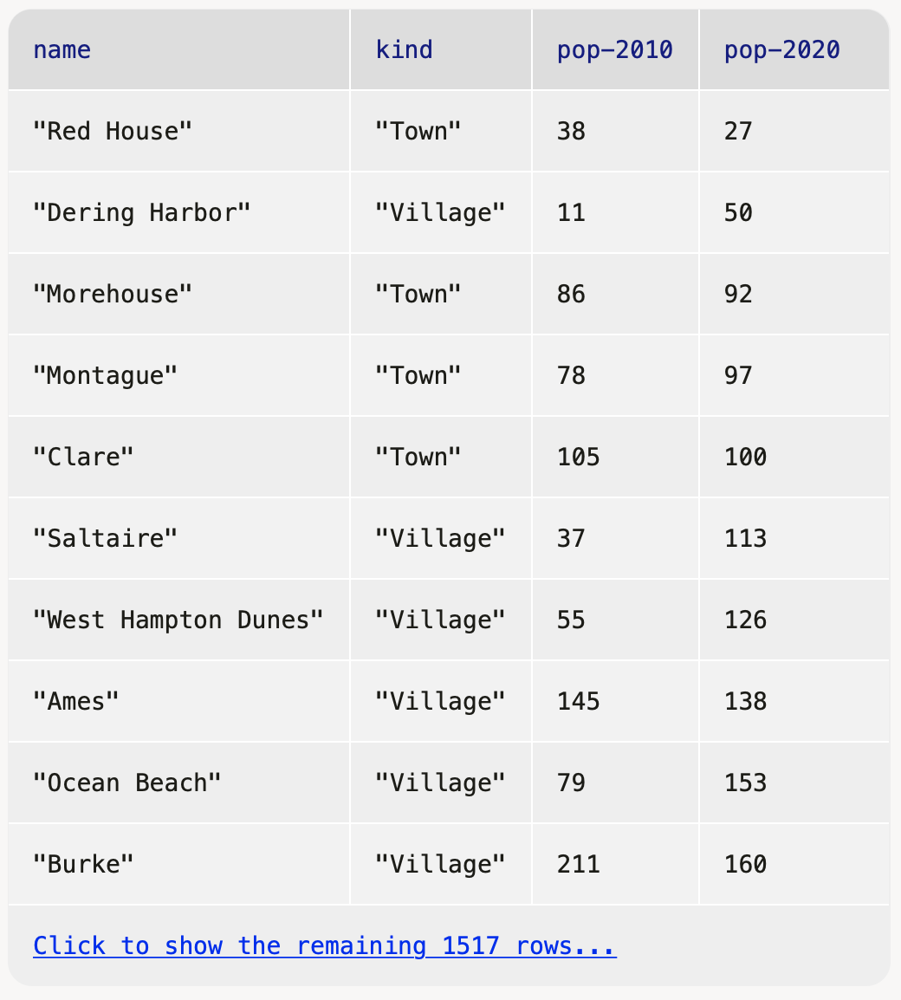 name kind pop-2010 pop-2020
"Red House" "Town" 38 27
"Dering Harbor" "Village" 11 50
"Morehouse" "Town" 86 92
"Montague" "Town" 78 97
"Clare" "Town" 105 100
"Saltaire" "Village" 37 113
"West Hampton Dunes" "Village" 55 126
"Ames" "Village" 145 138
"Ocean Beach" "Village" 79 153
"Burke" "Village" 211 160
Click to show the remaining 1517 rows...